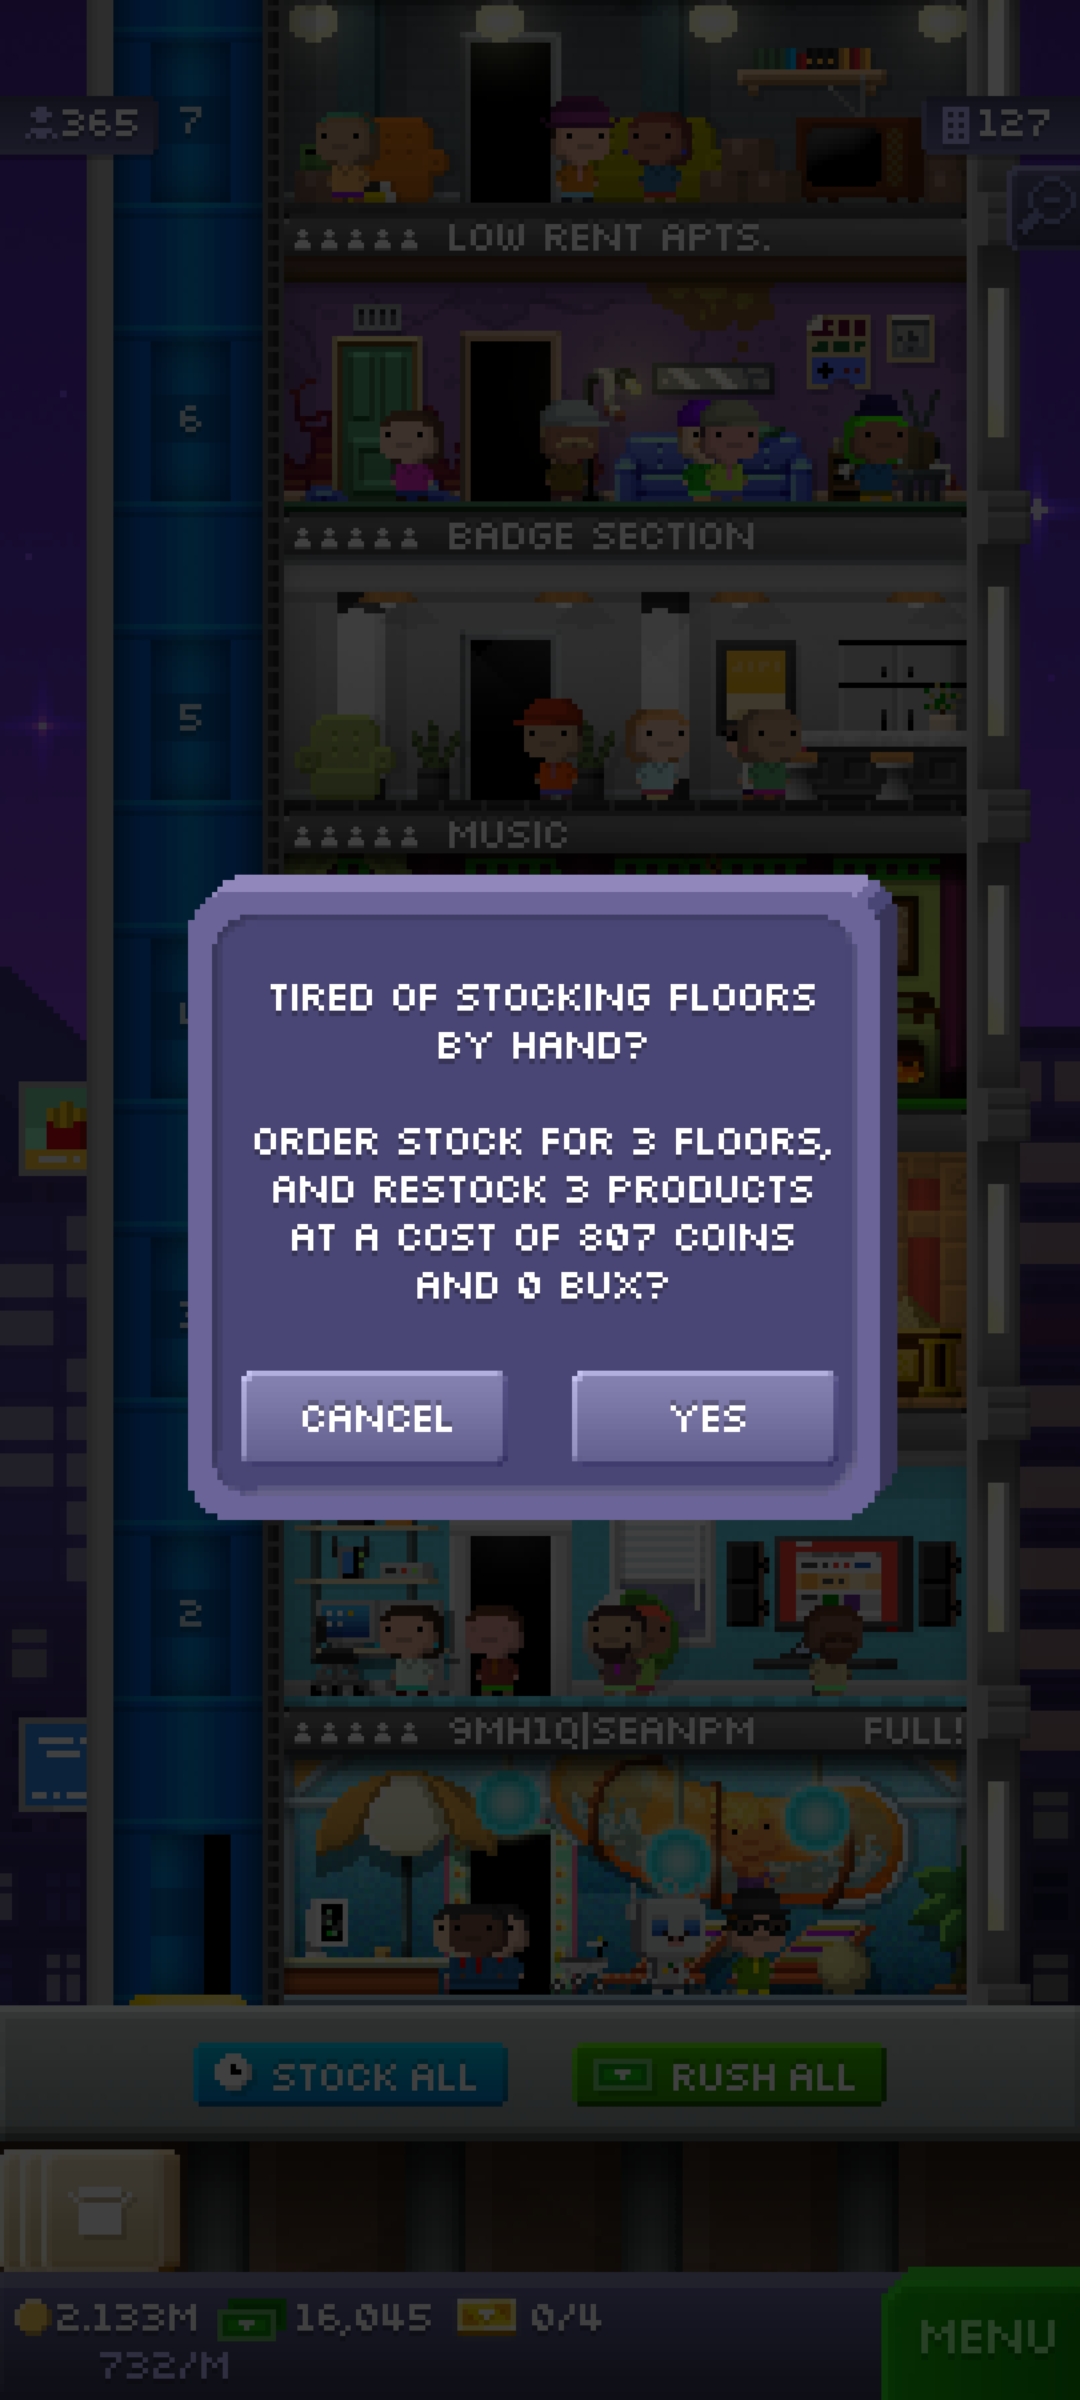 365
7
127
LOW RENT APTS.
6
BADGE SECTION
5
MUSIC
TIRED OF STOCKING FLOORS
BY HAND?
ORDER STOCK FOR 3 FLOORS,
AND RESTOCK 3 PRODUCTS
AT A COST OF 807 COINS
AND 0 BUX?
CANCEL
YES
2
9MH1Q|SEANPM
FULL!
STOCK ALL
RUSH ALL
2.133M
16,045
0/4
732/M
MENU